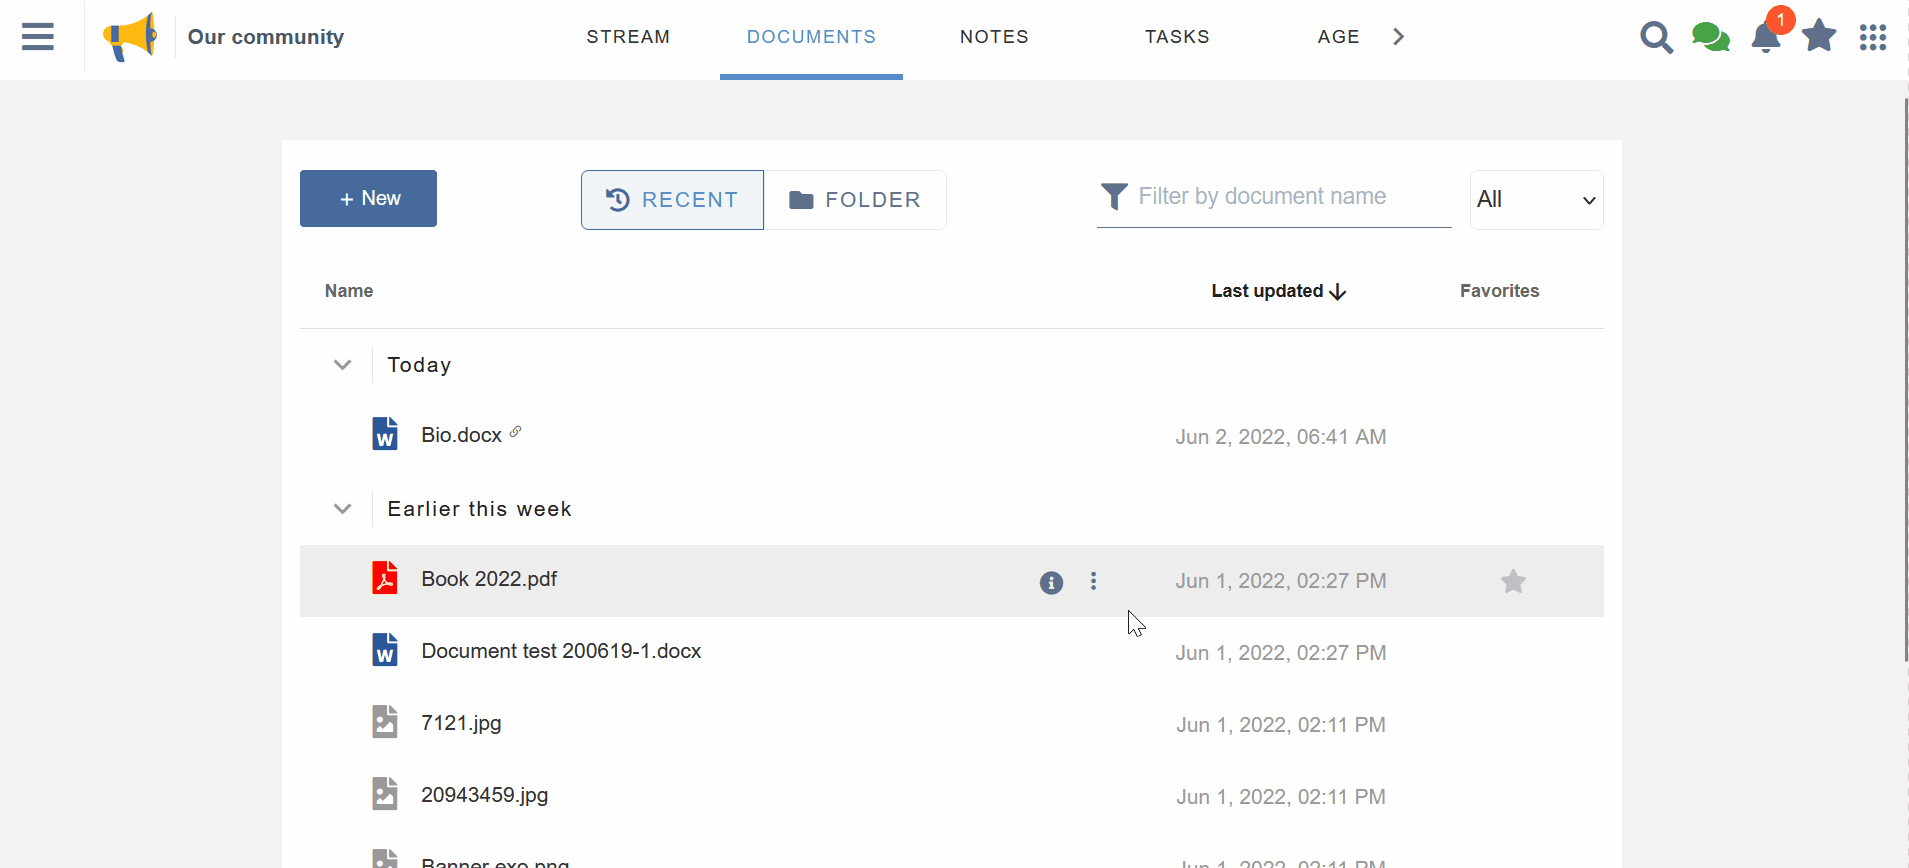 Our community
STREAM
DOCUMENTS
NOTES
TASKS
AGE
1
+ New
RECENT
FOLDER
Filter by document name
All
Name
Last updated
Favorites
Today
Bio.docx
Jun 2, 2022, 06:41 AM
Earlier this week
Book 2022.pdf
Jun 1, 2022, 02:27 PM
Document test 200619-1.docx
Jun 1, 2022, 02:27 PM
7121.jpg
Jun 1, 2022, 02:11 PM
20943459.jpg
Jun 1, 2022, 02:11 PM
Banner exo.png
Jun 1, 2022, 02:11 PM